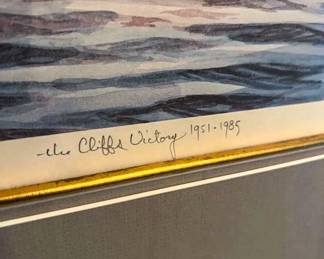 the Cliffs Victory 1951-1985